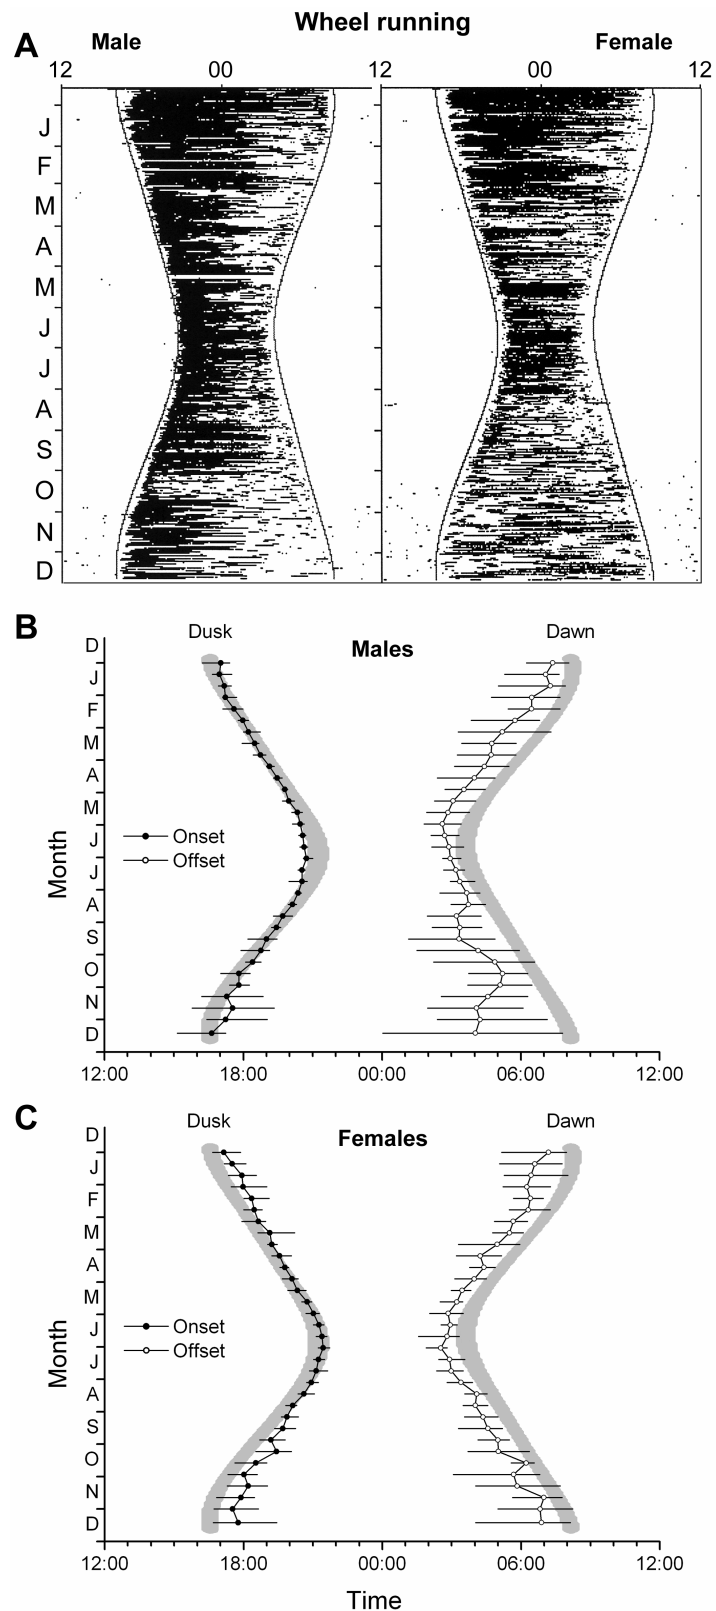 Wheel running
A
Male
Female
12 00 12 00 12
J
F
M
A
M
J
J
A
S
O
N
D
B
Dusk
Males
Dawn
D
J
F
M
A
M
J
J
A
S
O
N
D
Month
Onset
Offset
12:00 18:00 00:00 06:00 12:00
C
Dusk
Females
Dawn
D
J
F
M
A
M
J
J
A
S
O
N
D
Month
Onset
Offset
12:00 18:00 00:00 06:00 12:00
Time